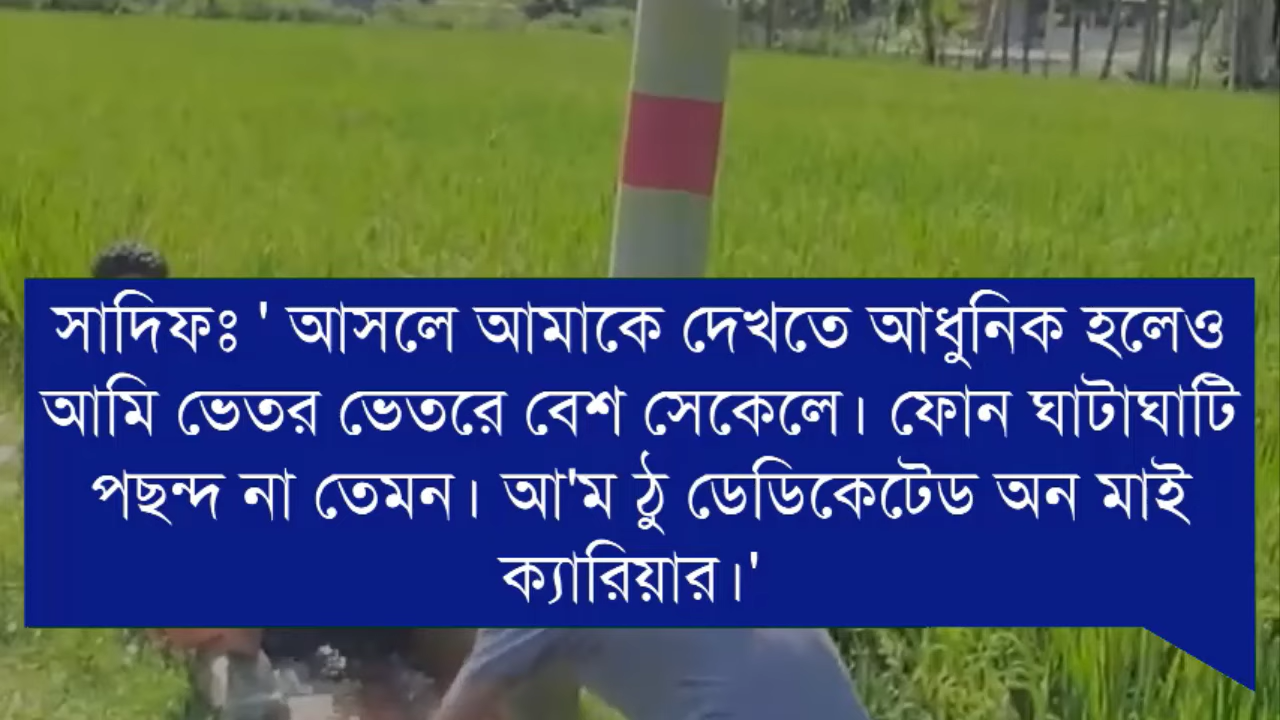 সাদিফঃ ' আসলে আমাকে দেখতে আধুনিক হলেও
আমি ভেতর ভেতরে বেশ সেকেলে। ফোন ঘাটাঘাটি
পছন্দ না তেমন। আ'ম ঠু ডেডিকেটেড অন মাই
ক্যারিয়ার।'